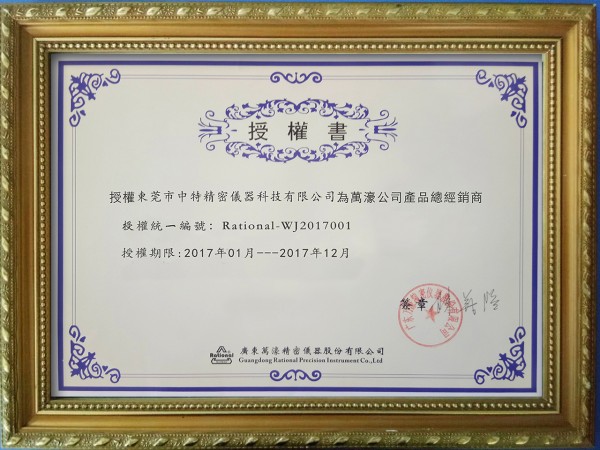 授權書
授權東莞市中特精密儀器科技有限公司為萬濠公司產品總經銷商
授權統一編號：Rational-WJ2017001
授權期限:2017年01月---2017年12月
簽章
Rational
廣東萬濠精密儀器股份有限公司
Guangdong Rational Precision Instrument Co.,Ltd